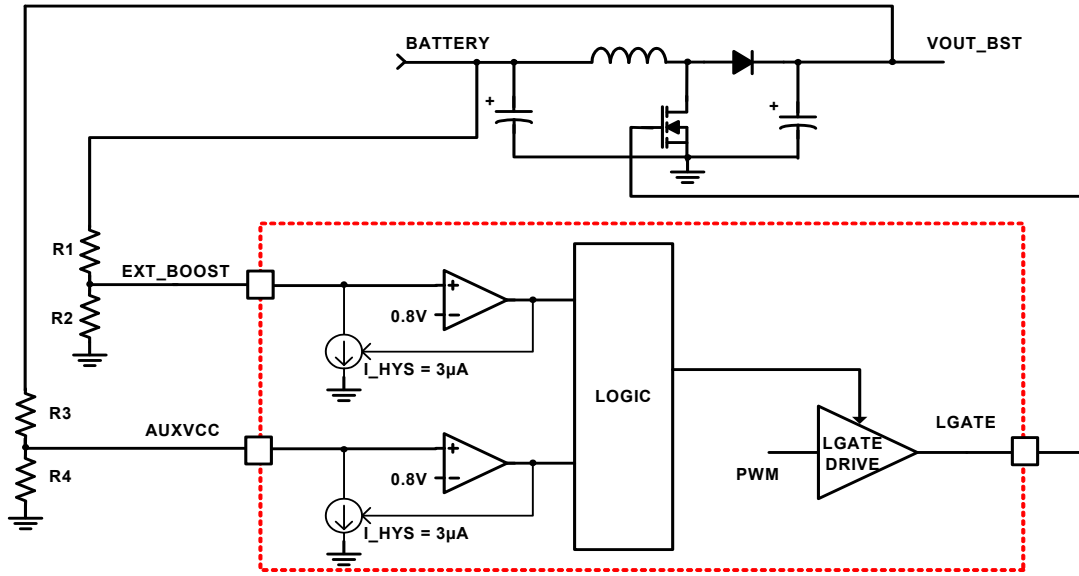 BATTERY
VOUT_BST
+
+
R1
EXT_BOOST
R2
+
0.8V
−
I_HYS = 3µA
LOGIC
R3
AUXVCC
R4
+
0.8V
−
I_HYS = 3µA
LGATE
DRIVE
LGATE
PWM